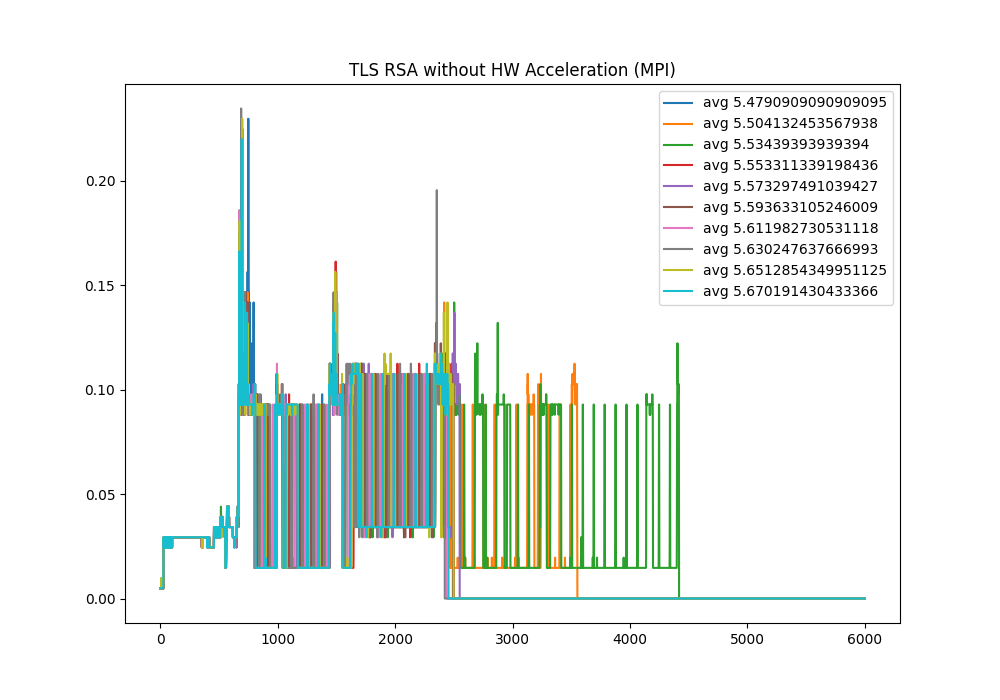 TLS RSA without HW Acceleration (MPI)
avg 5.4790909090909095
avg 5.504132453567938
avg 5.53439393939394
avg 5.553311339198436
avg 5.573297491039427
avg 5.593633105246009
avg 5.611982730531118
avg 5.630247637666993
avg 5.6512854349951125
avg 5.670191430433366
0.20
0.15
0.10
0.05
0.00
0 1000 2000 3000 4000 5000 6000